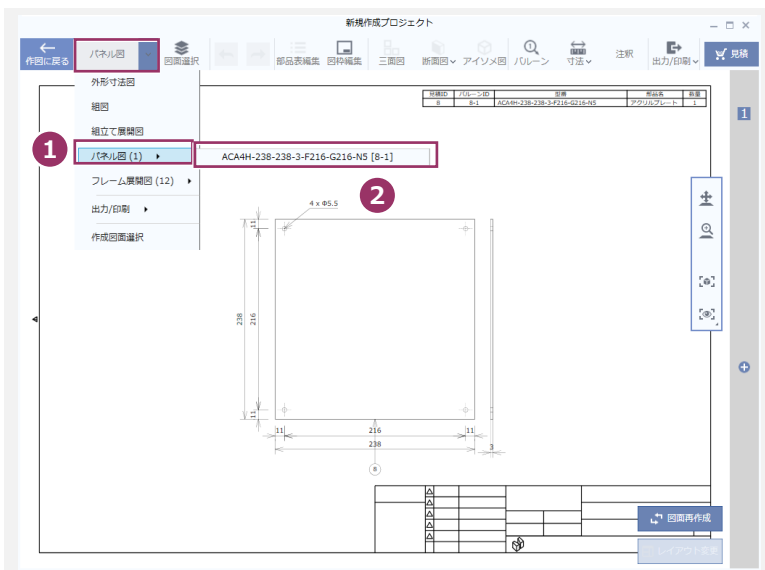 新規作成プロジェクト
作図に戻る
パネル図
図面選択
部品表編集
図枠編集
三面図
断面図
アイソメ図
バルーン
寸法
注釈
出力/印刷
見積
外形寸法図
組図
組立て展開図
パネル図 (1)
フレーム展開図 (12)
出力/印刷
作成図面選択
1
ACA4H-238-238-3-F216-G216-N5 [8-1]
2
見積ID バルーンID 型番 部品名 数量
8 8-1 ACA4H-238-238-3-F216-G216-N5 アクリルプレート 1
1
4 x Φ5.5
11
238
216
11
11
216
11
238
3
8
図面再作成
レイアウト変更